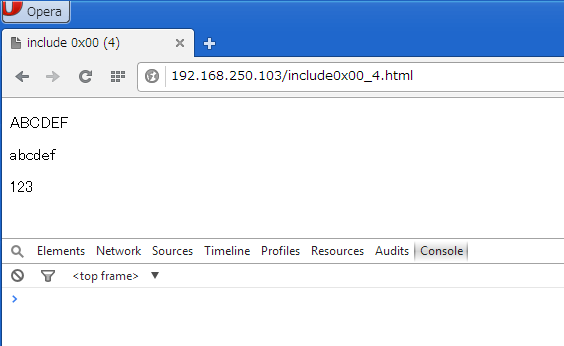 Opera
include 0x00 (4)
192.168.250.103/include0x00_4.html
ABCDEF
abcdef
123
Elements Network Sources Timeline Profiles Resources Audits Console
<top frame>